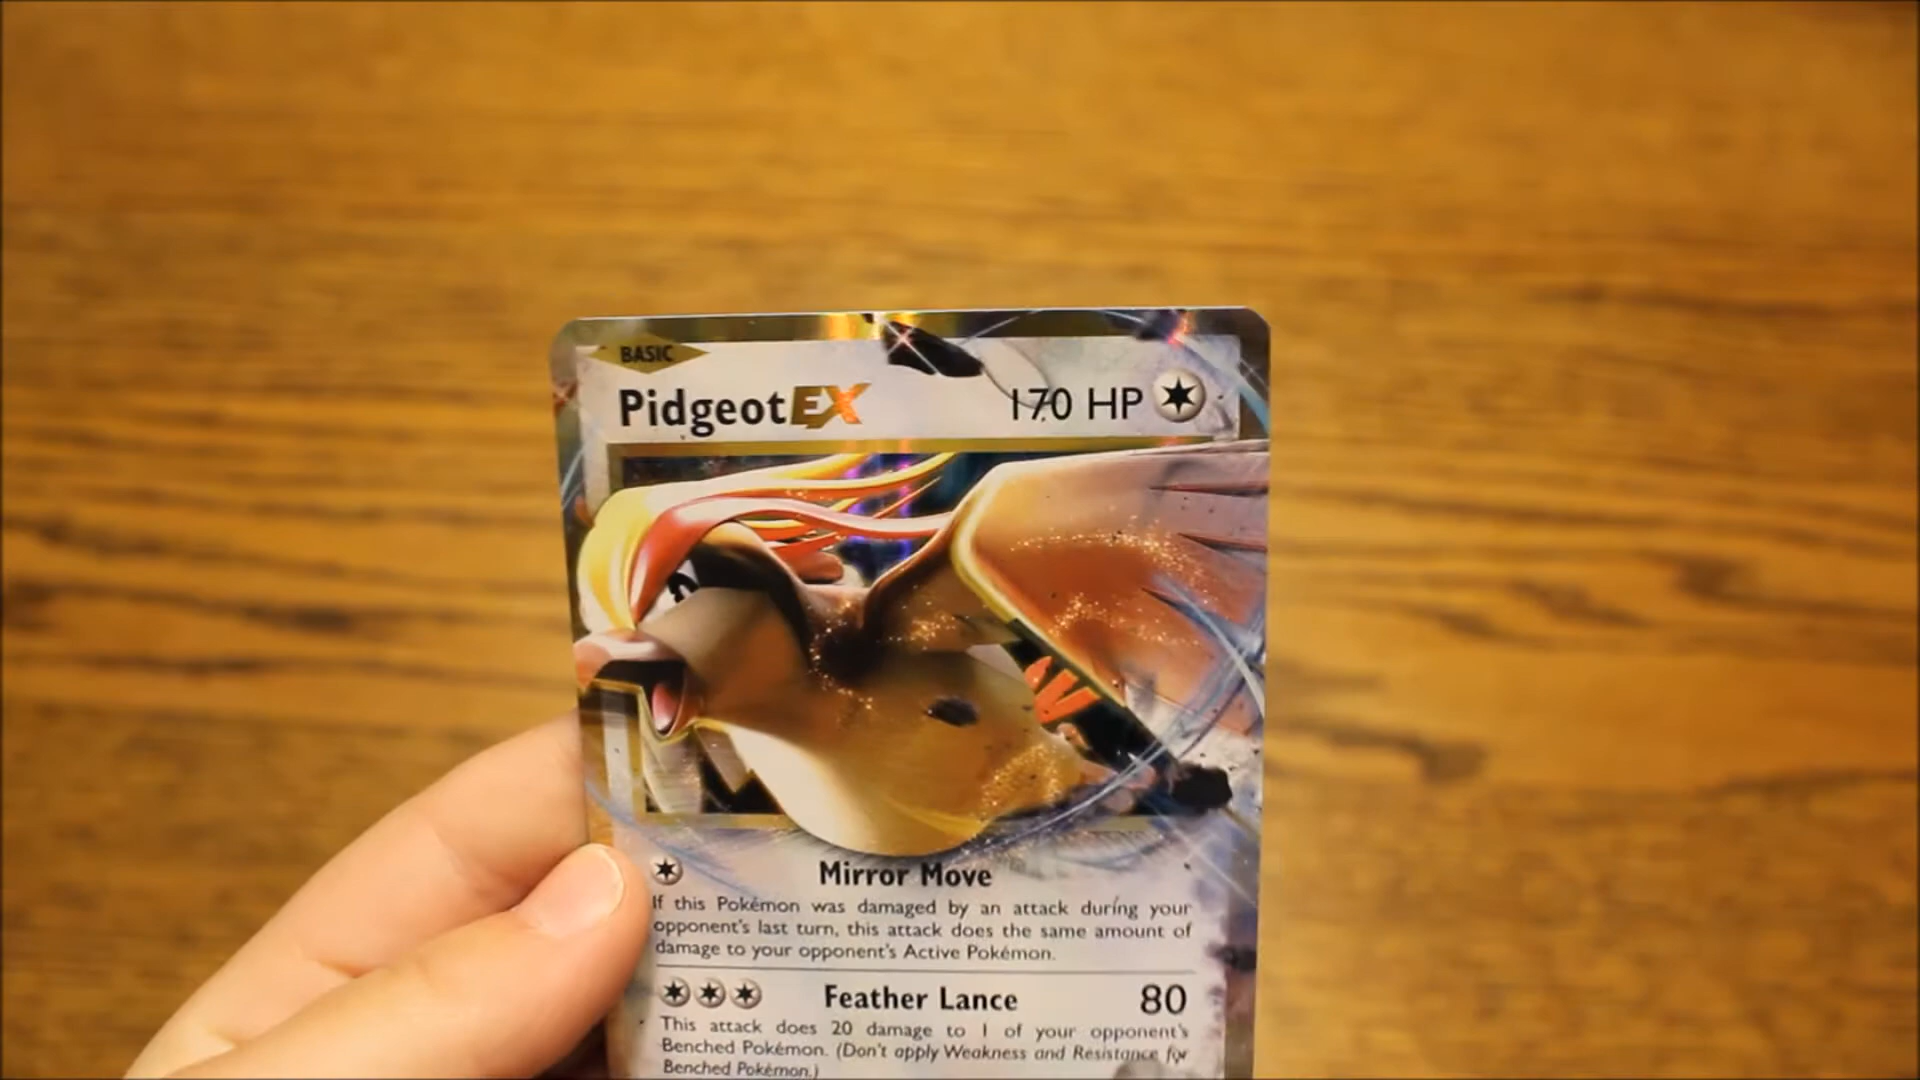 BASIC
PidgeotEX 170 HP
Mirror Move
If this Pokémon was damaged by an attack during your
opponent's last turn, this attack does the same amount of
damage to your opponent's Active Pokémon.
Feather Lance 80
This attack does 20 damage to 1 of your opponent's
Benched Pokémon. (Don't apply Weakness and Resistance for
Benched Pokémon.)